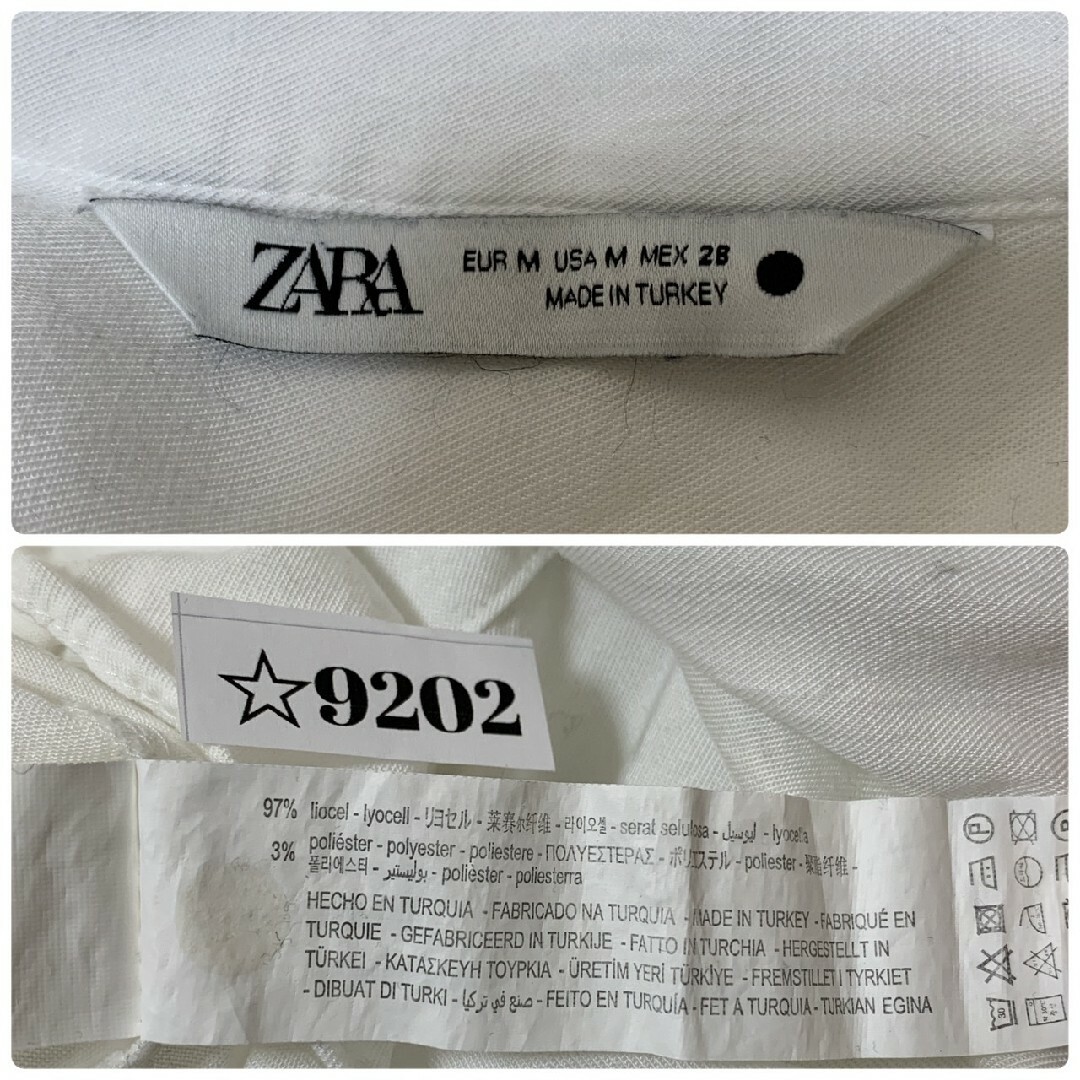 ZARA
EUR M USA M MEX 28
MADE IN TURKEY
☆9202
97% liocel - lyocell - リヨセル - 莱赛尔纤维 - 라이오셀 - serat selulosa - ليوسيل - lyocella
3% poliéster - polyester - poliestere - ΠΟΛΥΕΣΤΕΡΑΣ - ポリエステル - poliester - 聚酯纤维 -
폴리에스터 - بوليستير - polièster - poliesterra
HECHO EN TURQUIA - FABRICADO NA TURQUIA - MADE IN TURKEY - FABRIQUÉ EN
TURQUIE - GEFABRICEERD IN TURKIJE - FATTO IN TURCHIA - HERGESTELLT IN
TÜRKEI - ΚΑΤΑΣΚΕΥΗ ΤΟΥΡΚΙΑ - ÜRETİM YERİ TÜRKİYE - FREMSTILLET I TYRKIET
- DIBUAT DI TURKI - صنع في تركيا - FEITO EN TURQUÍA - FET A TURQUIA - TURKIAN EGINA
P
30